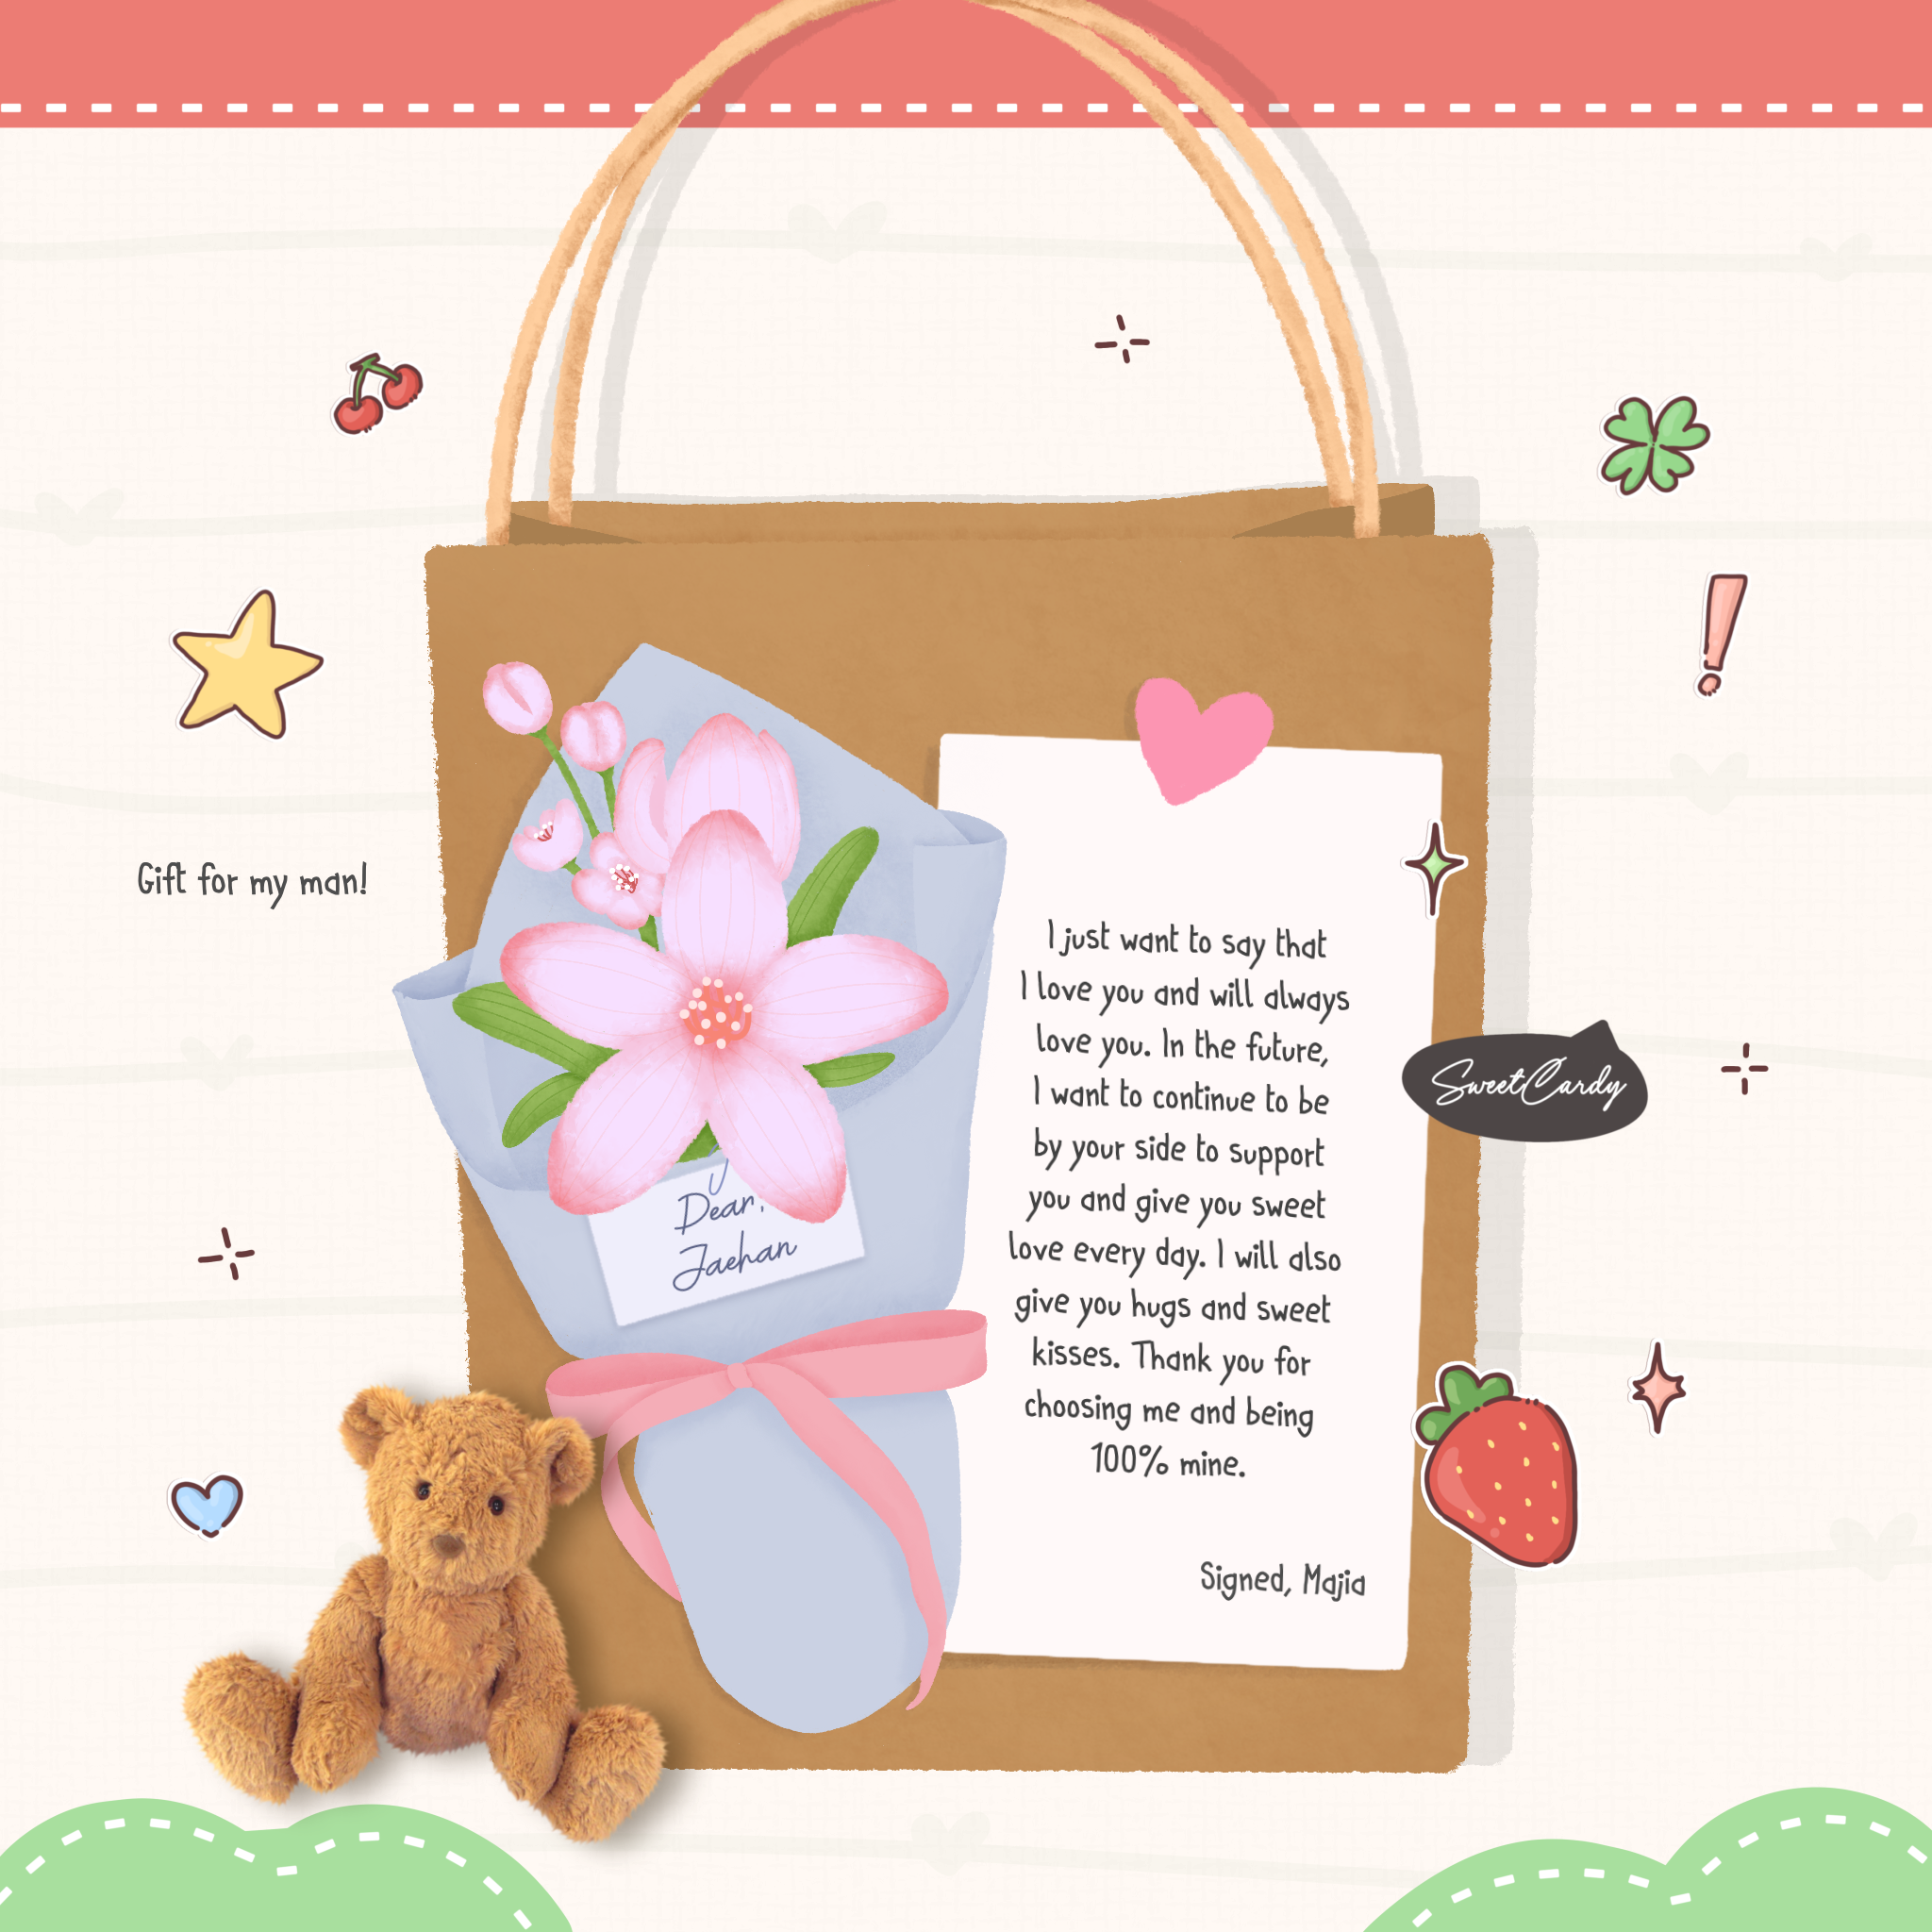 Gift for my man!
Dear,
Jaehan
I just want to say that
I love you and will always
love you. In the future,
I want to continue to be
by your side to support
you and give you sweet
love every day. I will also
give you hugs and sweet
kisses. Thank you for
choosing me and being
100% mine.
Signed, Majia
SweetCardy